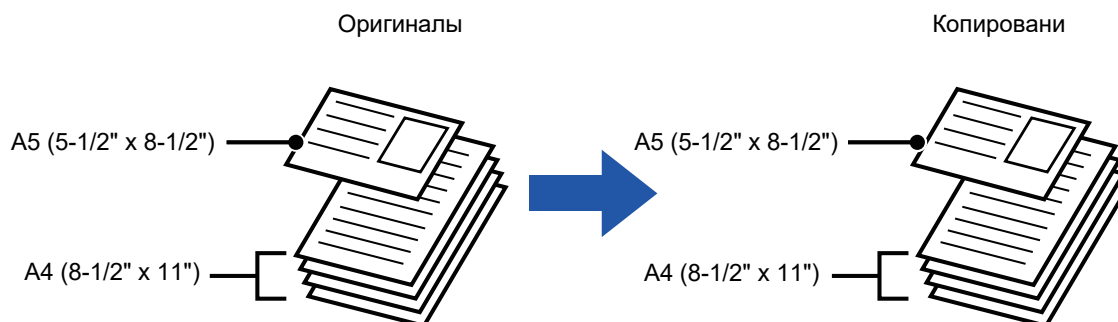 Оригиналы
Копировани
A5 (5-1/2" x 8-1/2")
A5 (5-1/2" x 8-1/2")
A4 (8-1/2" x 11")
A4 (8-1/2" x 11")